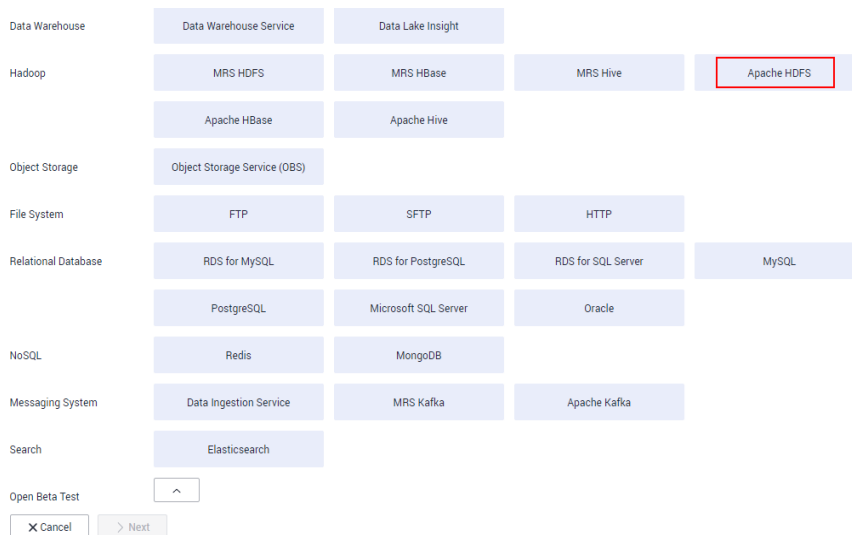 Data Warehouse Data Warehouse Service Data Lake Insight
Hadoop MRS HDFS MRS HBase MRS Hive Apache HDFS
Apache HBase Apache Hive
Object Storage Object Storage Service (OBS)
File System FTP SFTP HTTP
Relational Database RDS for MySQL RDS for PostgreSQL RDS for SQL Server MySQL
PostgreSQL Microsoft SQL Server Oracle
NoSQL Redis MongoDB
Messaging System Data Ingestion Service MRS Kafka Apache Kafka
Search Elasticsearch
Open Beta Test
Cancel Next